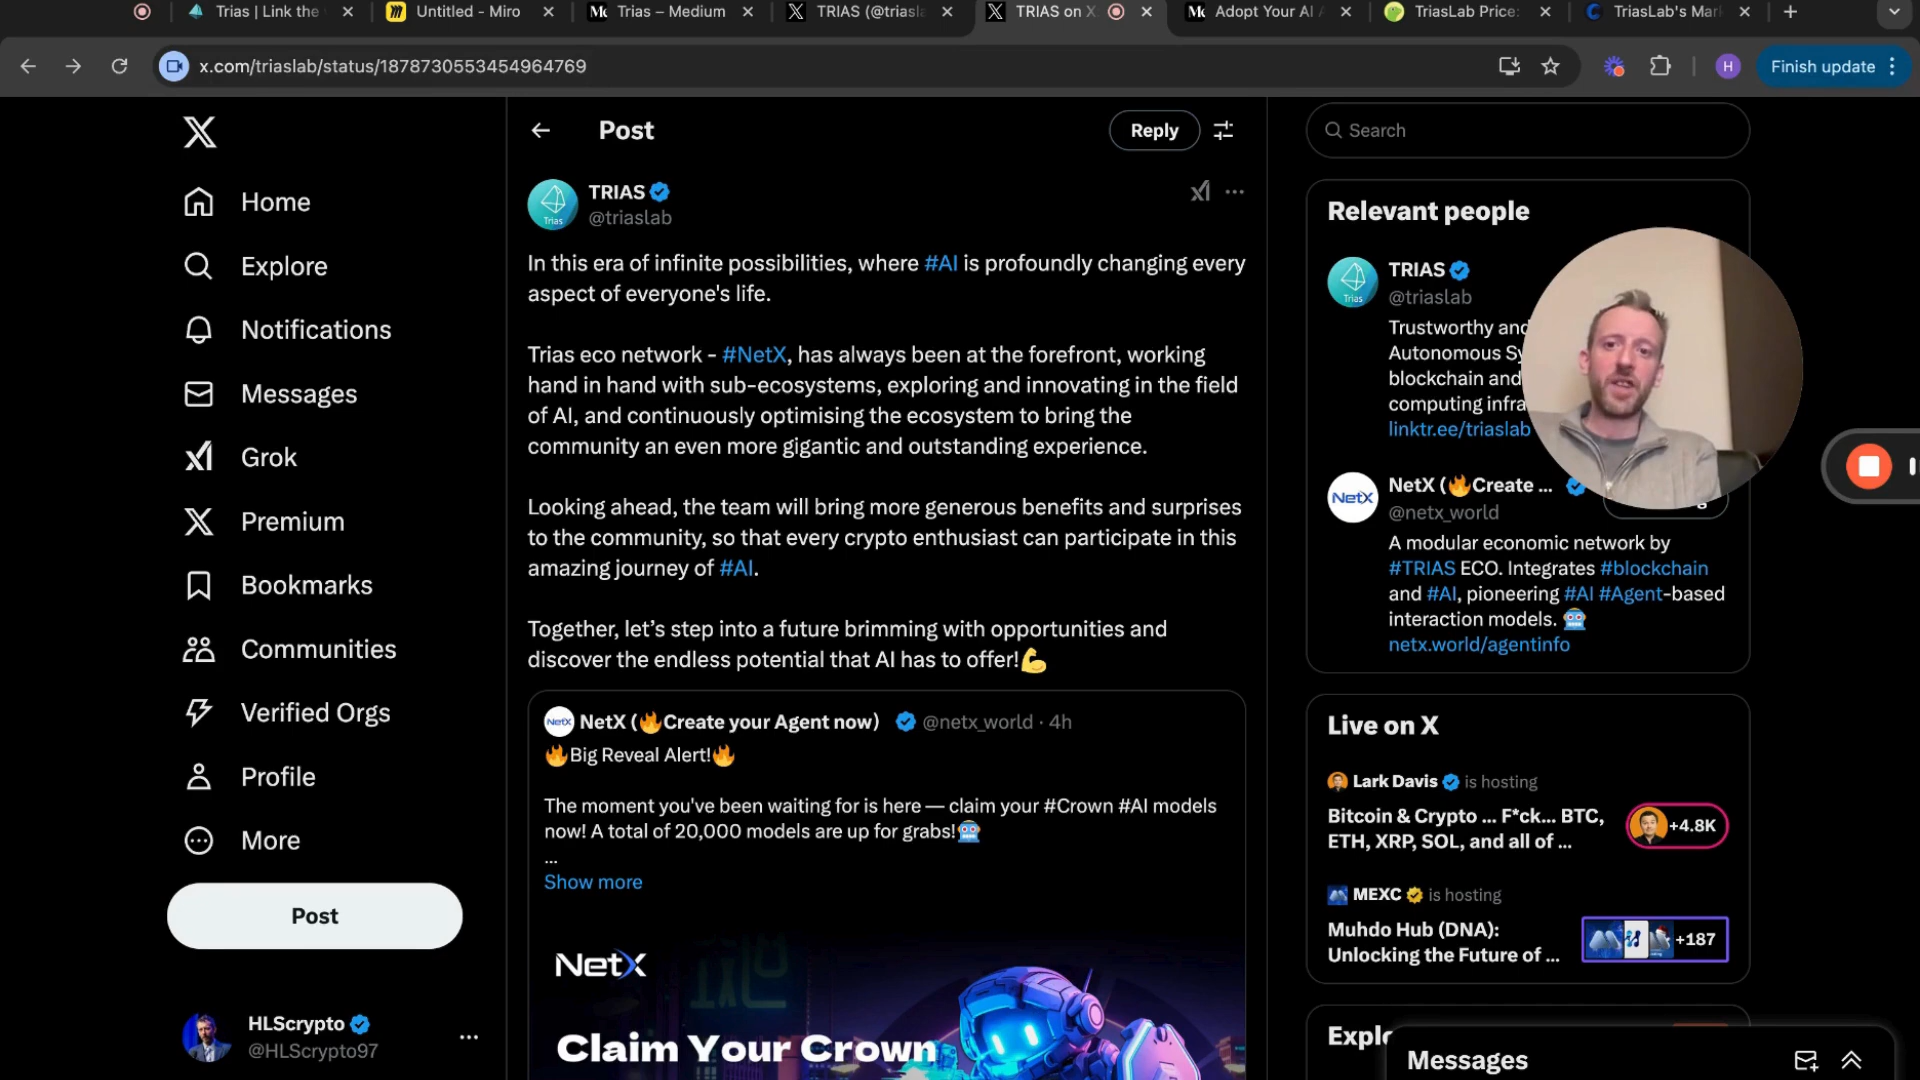 Trias | Link the
Untitled - Miro
Trias – Medium
TRIAS (@triasla
TRIAS on X
Adopt Your AI A
TriasLab Price:
TriasLab's Mar
x.com/triaslab/status/1878730553454964769
H
Finish update
Home
Explore
Notifications
Messages
Grok
Premium
Bookmarks
Communities
Verified Orgs
Profile
More
Post
HLScrypto
@HLScrypto97
Post
Reply
Trias
TRIAS
@triaslab
In this era of infinite possibilities, where #AI is profoundly changing every
aspect of everyone's life.
Trias eco network - #NetX, has always been at the forefront, working
hand in hand with sub-ecosystems, exploring and innovating in the field
of AI, and continuously optimising the ecosystem to bring the
community an even more gigantic and outstanding experience.
Looking ahead, the team will bring more generous benefits and surprises
to the community, so that every crypto enthusiast can participate in this
amazing journey of #AI.
Together, let’s step into a future brimming with opportunities and
discover the endless potential that AI has to offer!💪
NetX
NetX (🔥Create your Agent now) @netx_world · 4h
🔥Big Reveal Alert!🔥
The moment you've been waiting for is here — claim your #Crown #AI models
now! A total of 20,000 models are up for grabs!🤖
...
Show more
NetX
Claim Your Crown
Search
Relevant people
Trias
TRIAS
@triaslab
Trustworthy and
Autonomous Sy
blockchain and
computing infra
linktr.ee/triaslab
NetX
NetX (🔥Create ...
@netx_world
A modular economic network by
#TRIAS ECO. Integrates #blockchain
and #AI, pioneering #AI #Agent-based
interaction models. 🤖
netx.world/agentinfo
Live on X
Lark Davis is hosting
Bitcoin & Crypto ... F*ck... BTC,
ETH, XRP, SOL, and all of ...
+4.8K
MEXC is hosting
Muhdo Hub (DNA):
Unlocking the Future of ...
+187
Explo
Messages